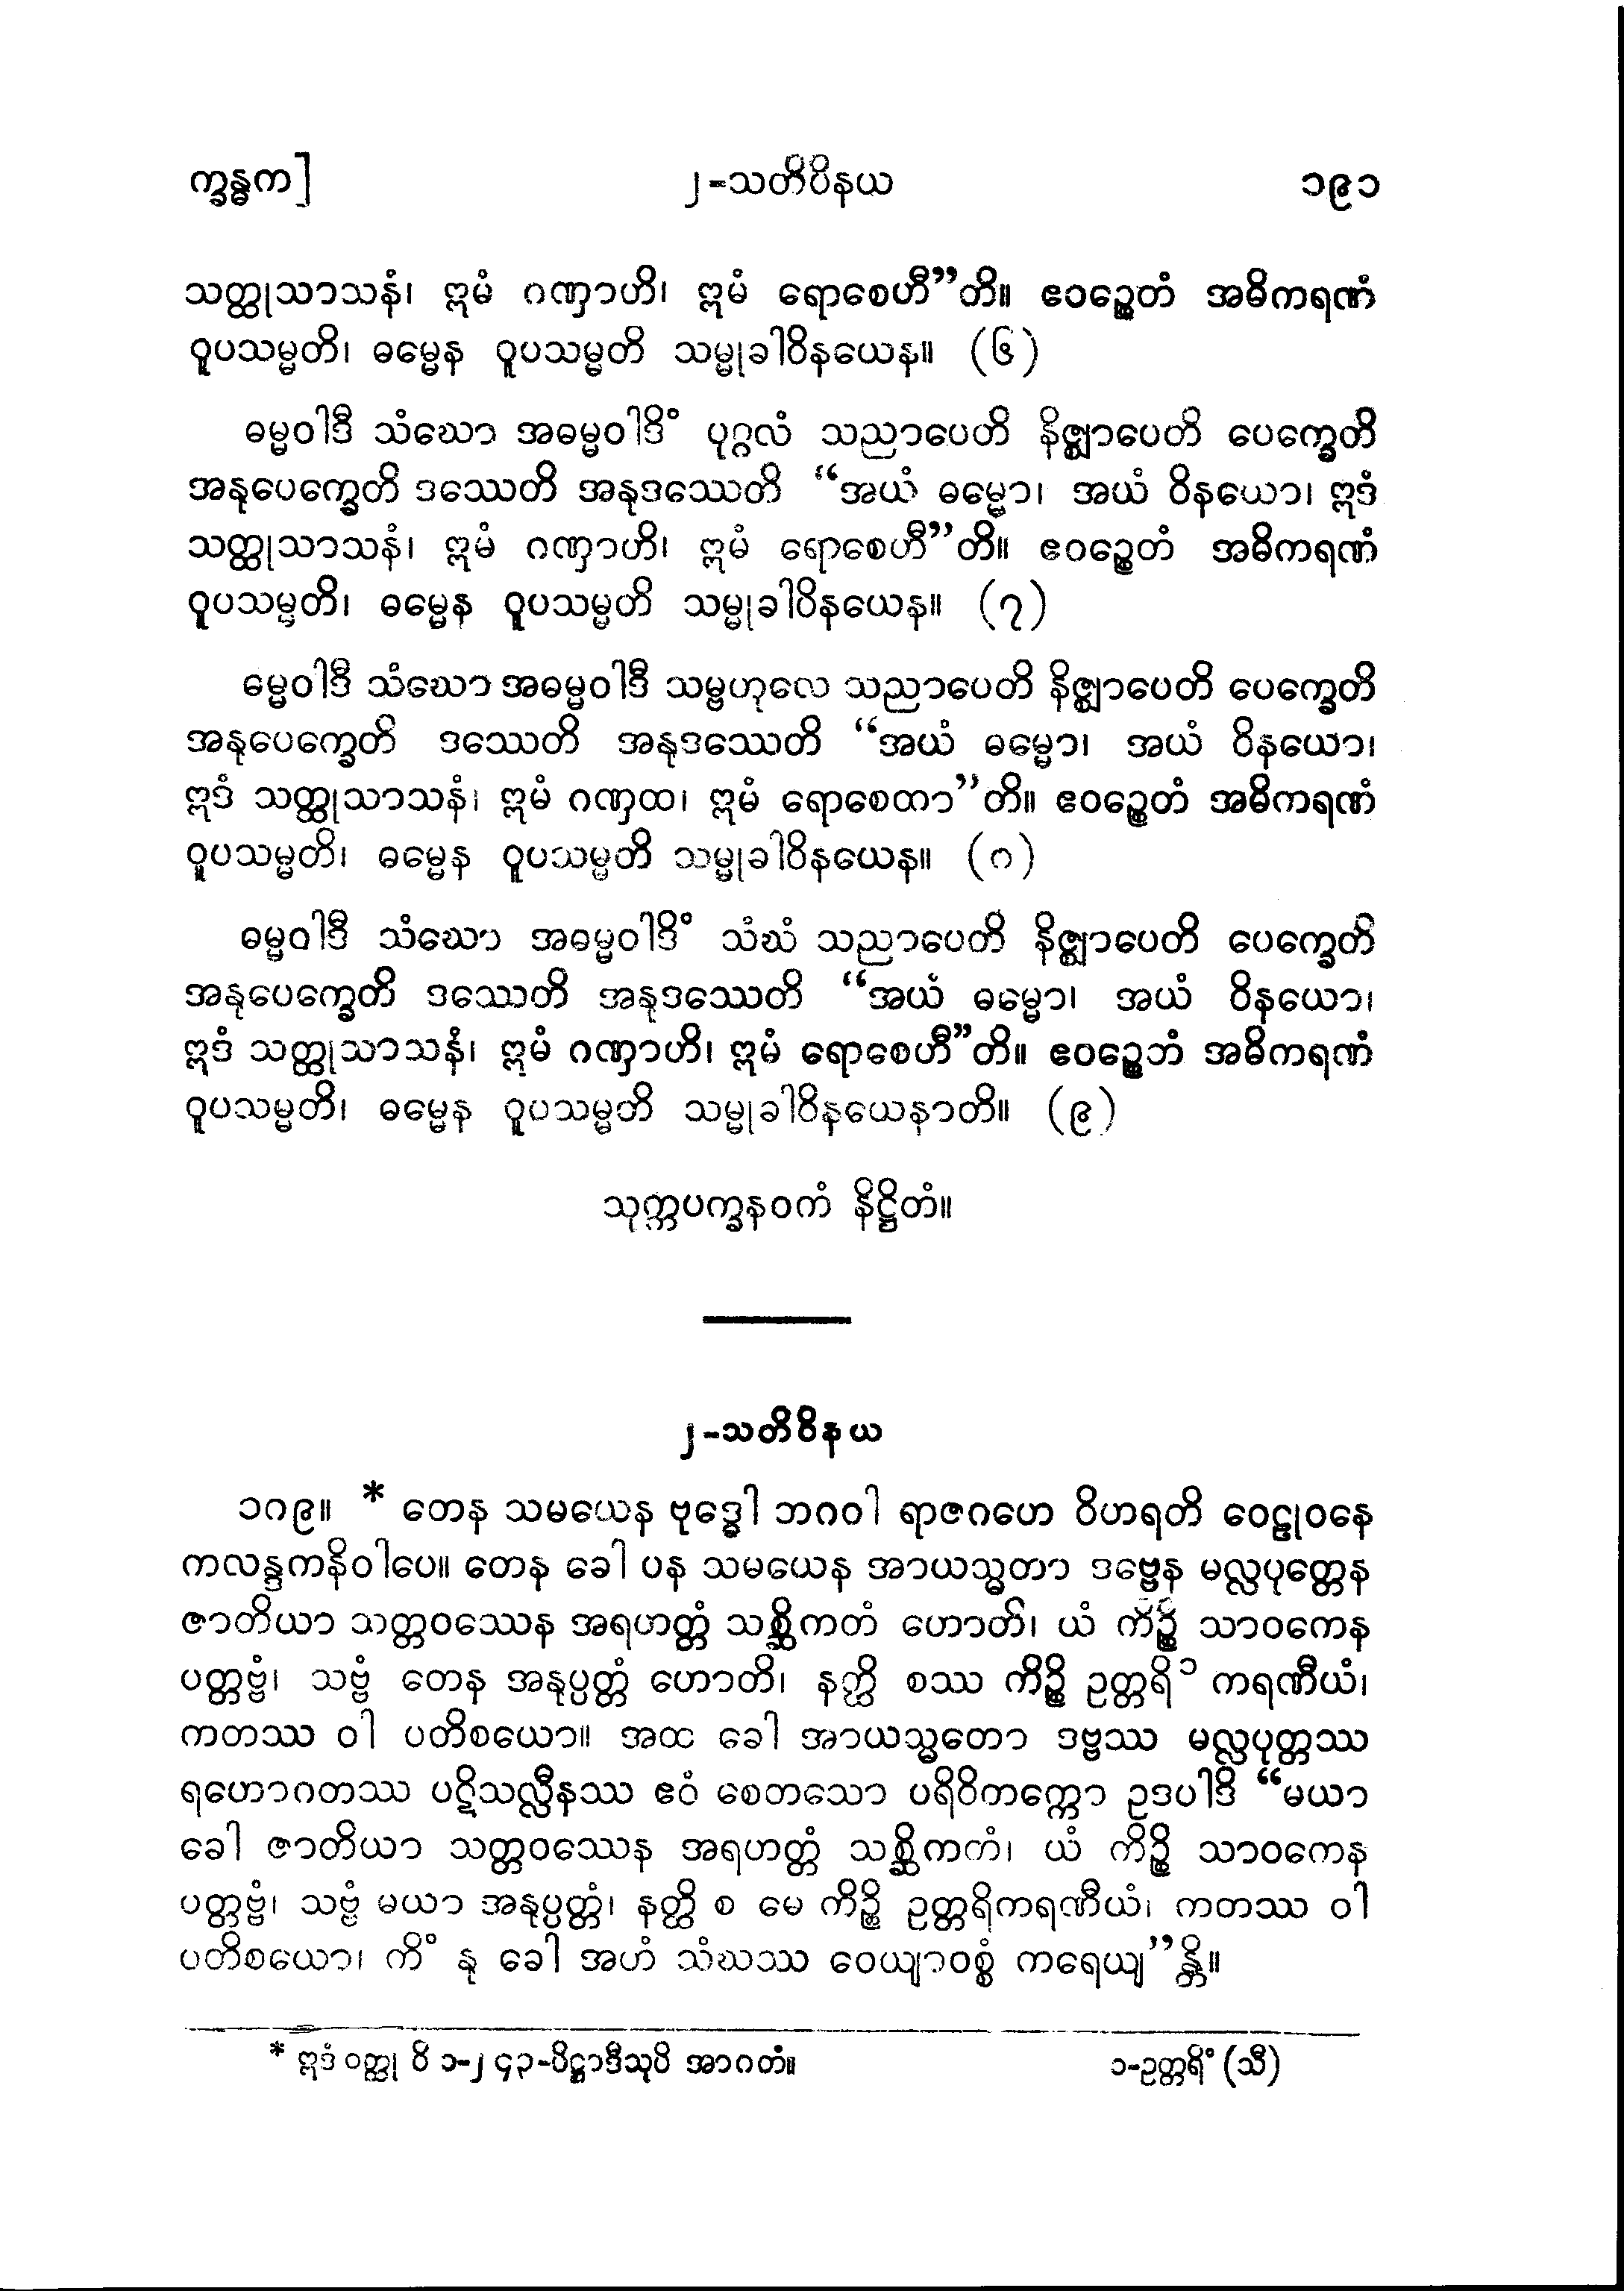 က္ခန္ဓက]
၂-သတိဝိနယ
၁၉၁
သတ္ထုသာသနံ၊ ဣမံ ဂဏှာဟိ၊ ဣမံ ရောစေဟီ”တိ။ ဧဝဉ္စေတံ အဓိကရဏံ
ဝူပသမ္မတိ၊ ဓမ္မေန ဝူပသမ္မတိ သမ္မုခါဝိနယေန။ (၆)
ဓမ္မဝါဒီ သံဃော အဓမ္မဝါဒိံ ပုဂ္ဂလံ သညာပေတိ နိဇ္ဈာပေတိ ပေက္ခေတိ
အနုပေက္ခေတိ ဒဿေတိ အနုဒဿေတိ “အယံ ဓမ္မော၊ အယံ ဝိနယော၊ ဣဒံ
သတ္ထုသာသနံ၊ ဣမံ ဂဏှာဟိ၊ ဣမံ ရောစေဟီ”တိ။ ဧဝဉ္စေတံ အဓိကရဏံ
ဝူပသမ္မတိ၊ ဓမ္မေန ဝူပသမ္မတိ သမ္မုခါဝိနယေန။ (၇)
ဓမ္မေဝါဒီ သံဃော အဓမ္မဝါဒီ သမ္ဗဟုလေ သညာပေတိ နိဇ္ဈာပေတိ ပေက္ခေတိ
အနုပေက္ခေတိ ဒဿေတိ အနုဒဿေတိ “အယံ ဓမ္မော၊ အယံ ဝိနယော၊
ဣဒံ သတ္ထုသာသနံ၊ ဣမံ ဂဏှထ၊ ဣမံ ရောစေထာ”တိ။ ဧဝဉ္စေတံ အဓိကရဏံ
ဝူပသမ္မတိ၊ ဓမ္မေန ဝူပသမ္မတိ သမ္မုခါဝိနယေန။ (၈)
ဓမ္မဝါဒီ သံဃော အဓမ္မဝါဒိံ သံဃံ သညာပေတိ နိဇ္ဈာပေတိ ပေက္ခေတိ
အနုပေက္ခေတိ ဒဿေတိ အနုဒဿေတိ “အယံ ဓမ္မော၊ အယံ ဝိနယော၊
ဣဒံ သတ္ထုသာသနံ၊ ဣမံ ဂဏှာဟိ၊ ဣမံ ရောစေဟီ”တိ။ ဧဝဉ္စေတံ အဓိကရဏံ
ဝူပသမ္မတိ၊ ဓမ္မေန ဝူပသမ္မတိ သမ္မုခါဝိနယေနာတိ။ (၉)
သုက္ကပက္ခနဝကံ နိဋ္ဌိတံ။
၂-သတိဝိနယ
၁၈၉။ * တေန သမယေန ဗုဒ္ဓေါ ဘဂဝါ ရာဇဂဟေ ဝိဟရတိ ဝေဠုဝနေ
ကလန္ဒကနိဝါပေ။ တေန ခေါ ပန သမယေန အာယသ္မတာ ဒဗ္ဗေန မလ္လပုတ္တေန
ဇာတိယာ သတ္တဝဿေန အရဟတ္တံ သစ္ဆိကတံ ဟောတိ၊ ယံ ကိဉ္စိ သာဝကေန
ပတ္တဗ္ဗံ၊ သဗ္ဗံ တေန အနုပ္ပတ္တံ ဟောတိ၊ နတ္ထိ စဿ ကိဉ္စိ ဥတ္တရိ¹ ကရဏီယံ၊
ကတဿ ဝါ ပတိစယော။ အထ ခေါ အာယသ္မတော ဒဗ္ဗဿ မလ္လပုတ္တဿ
ရဟောဂတဿ ပဋိသလ္လီနဿ ဧဝံ စေတသော ပရိဝိတက္ကော ဥဒပါဒိ “မယာ
ခေါ ဇာတိယာ သတ္တဝဿေန အရဟတ္တံ သစ္ဆိကတံ၊ ယံ ကိဉ္စိ သာဝကေန
ပတ္တဗ္ဗံ၊ သဗ္ဗံ မယာ အနုပ္ပတ္တံ၊ နတ္ထိ စ မေ ကိဉ္စိ ဥတ္တရိကရဏီယံ၊ ကတဿ ဝါ
ပတိစယော၊ ကိံ နု ခေါ အဟံ သံဃဿ ဝေယျာဝစ္စံ ကရေယျ”န္တိ။
* ဣဒံ ဝတ္ထု ဝိ ၁-၂၄၃-ပိဋ္ဌာဒီသုပိ အာဂတံ။
၁-ဥတ္တရိံ (သီ)